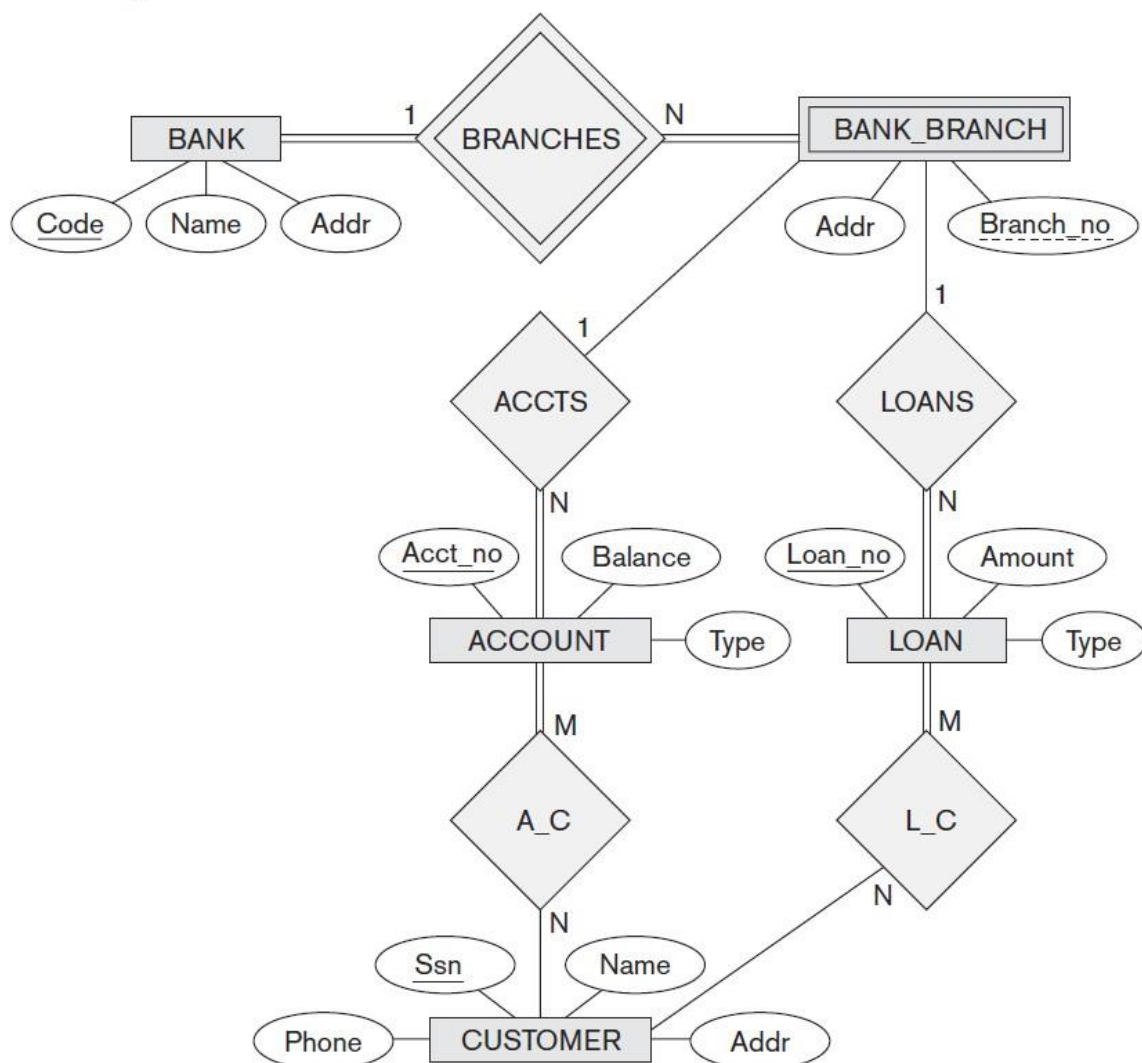 1 N
BANK BRANCHES BANK_BRANCH
Code Name Addr Addr Branch_no
1 1
ACCTS LOANS
N N
Acct_no Balance Loan_no Amount
ACCOUNT Type LOAN Type
M M
A_C L_C
N N
Ssn Name
Phone CUSTOMER Addr